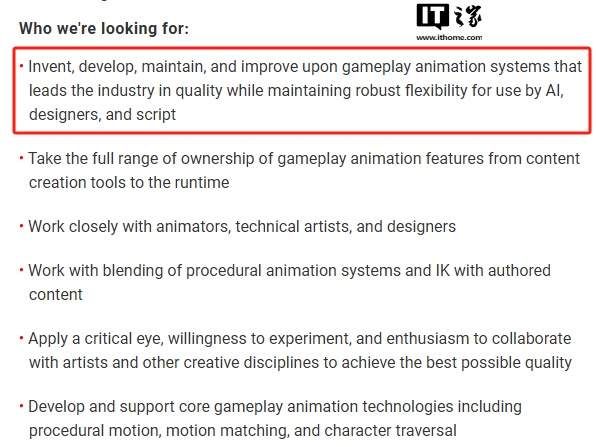 Who we're looking for:
IT之家
www.ithome.com
• Invent, develop, maintain, and improve upon gameplay animation systems that
leads the industry in quality while maintaining robust flexibility for use by AI,
designers, and script
• Take the full range of ownership of gameplay animation features from content
creation tools to the runtime
• Work closely with animators, technical artists, and designers
• Work with blending of procedural animation systems and IK with authored
content
• Apply a critical eye, willingness to experiment, and enthusiasm to collaborate
with artists and other creative disciplines to achieve the best possible quality
• Develop and support core gameplay animation technologies including
procedural motion, motion matching, and character traversal